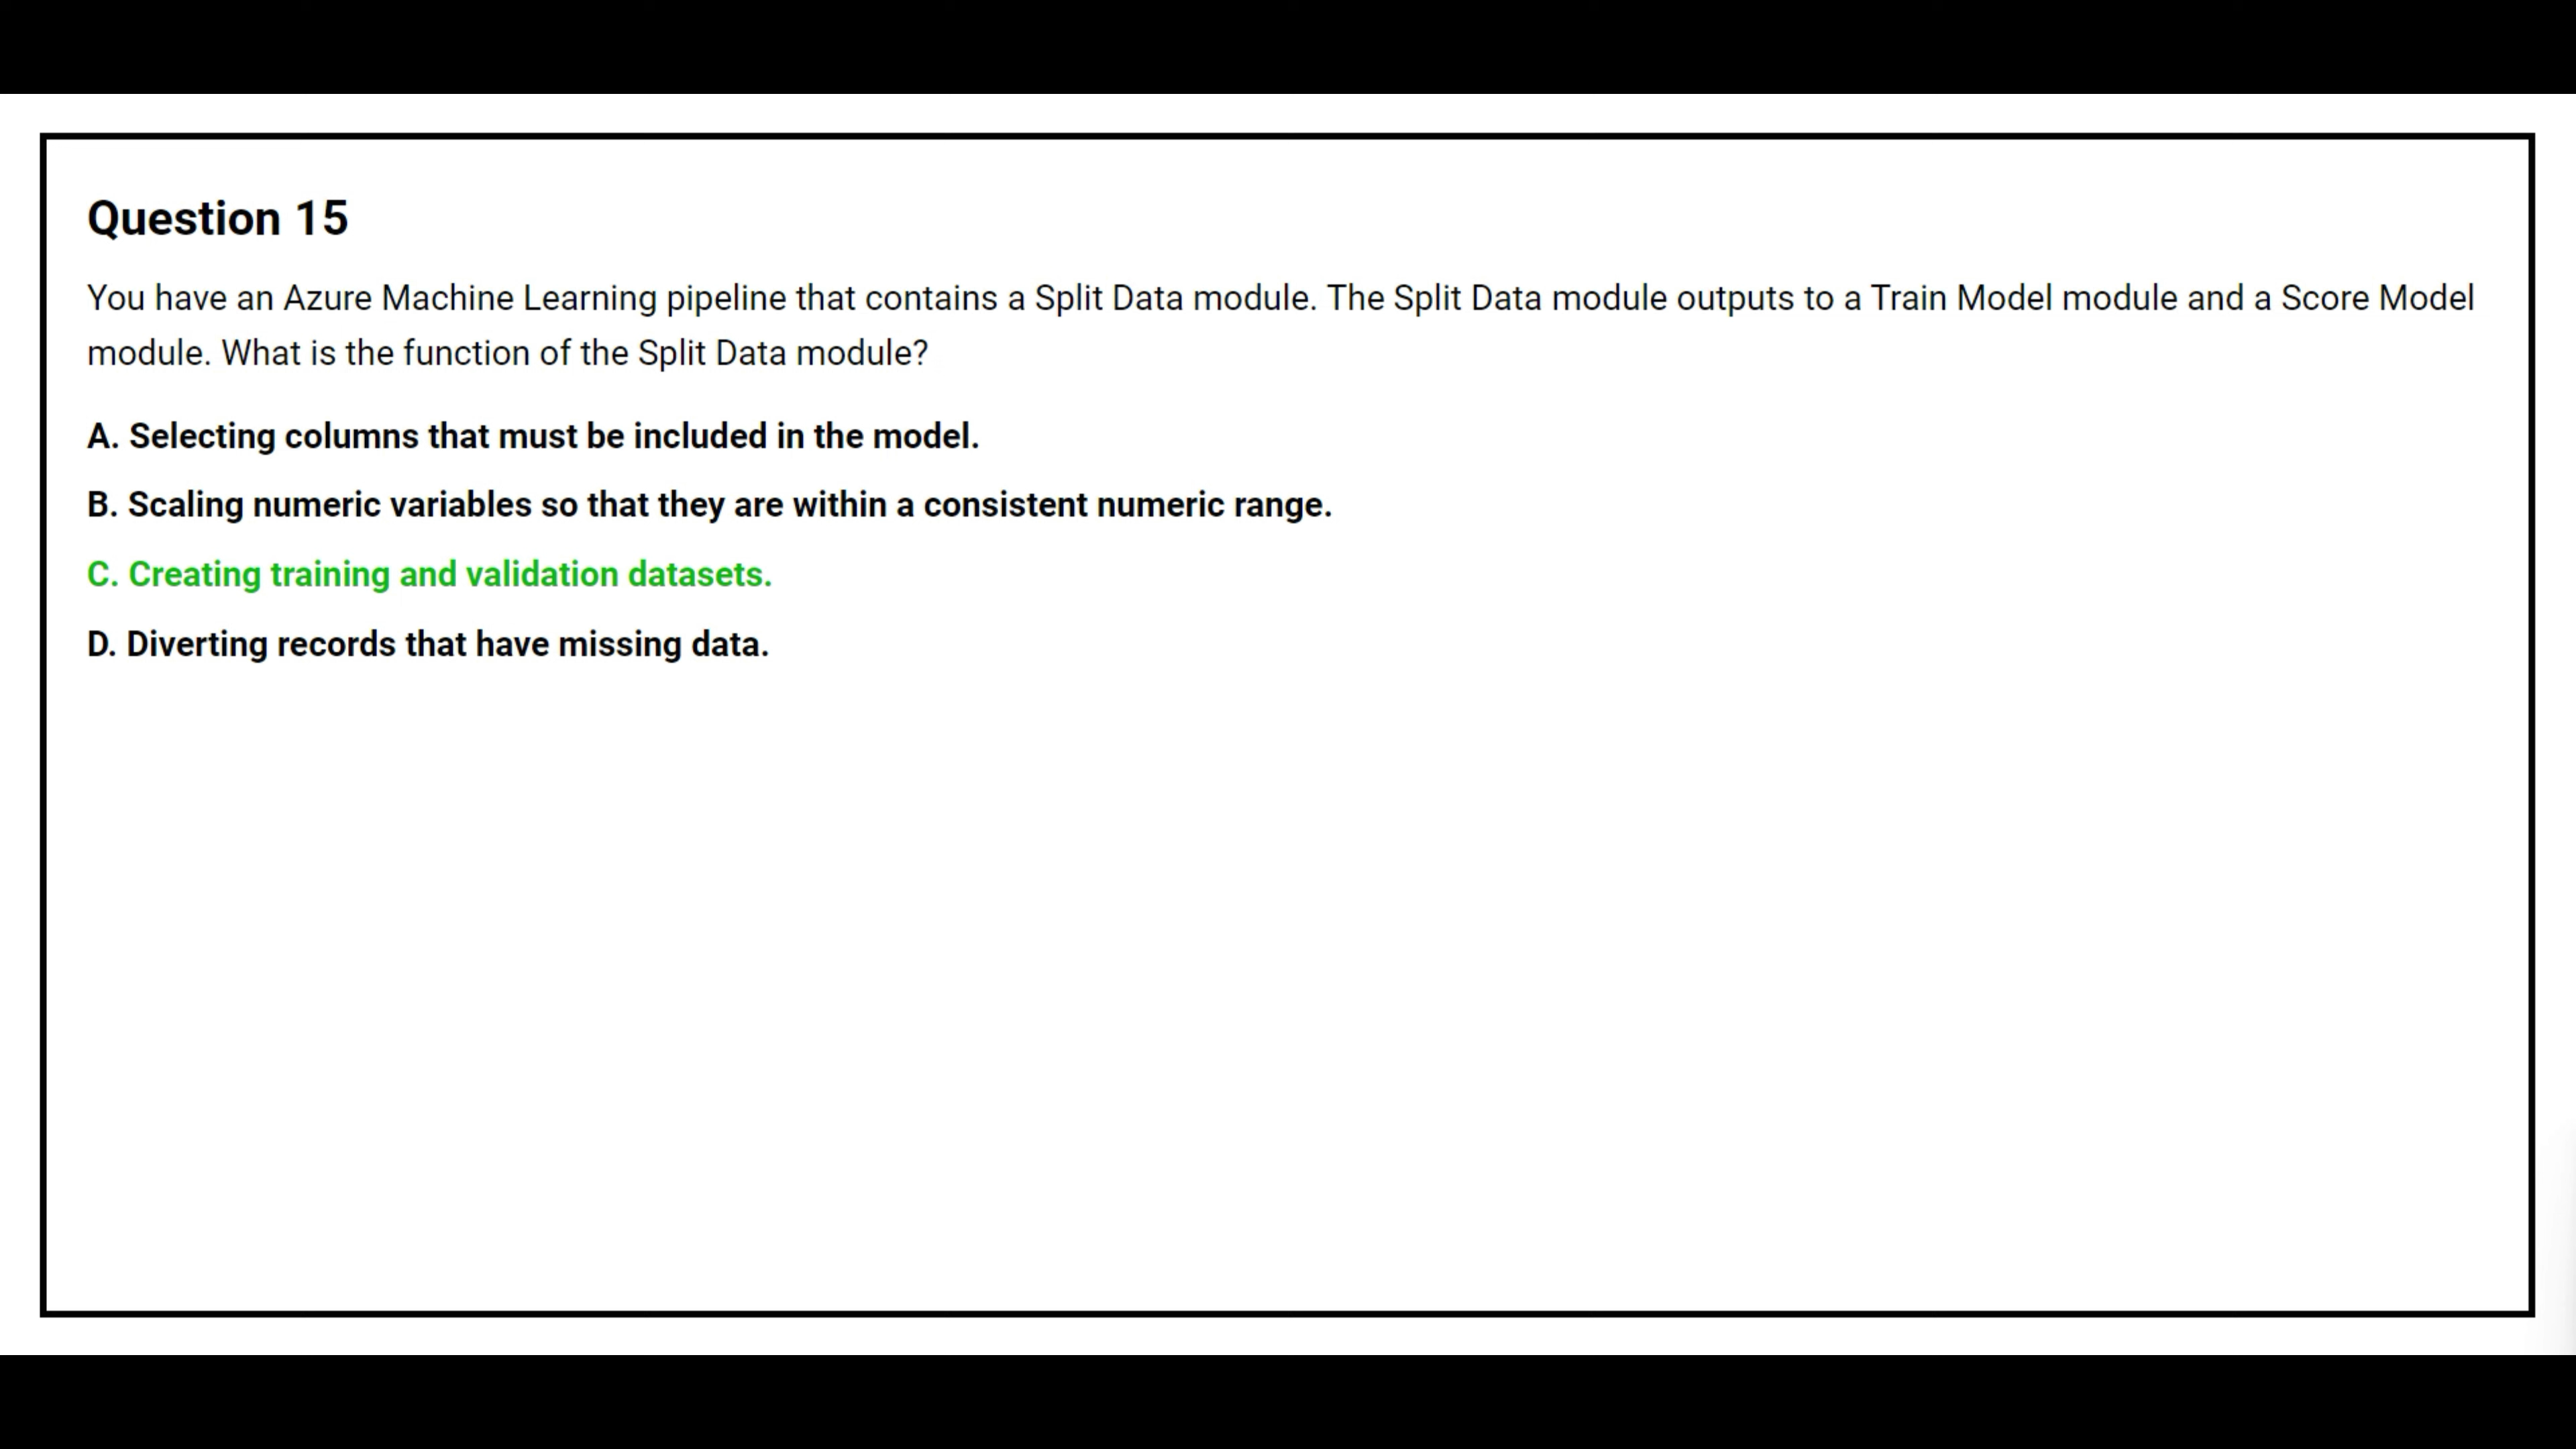 Question 15
You have an Azure Machine Learning pipeline that contains a Split Data module. The Split Data module outputs to a Train Model module and a Score Model
module. What is the function of the Split Data module?
A. Selecting columns that must be included in the model.
B. Scaling numeric variables so that they are within a consistent numeric range.
C. Creating training and validation datasets.
D. Diverting records that have missing data.